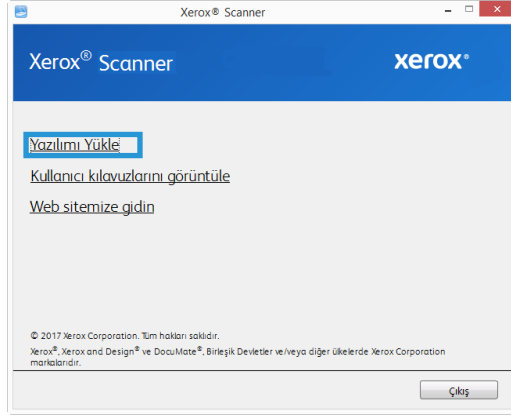 Xerox® Scanner
Xerox® Scanner
xerox®
Yazılımı Yükle
Kullanıcı kılavuzlarını görüntüle
Web sitemize gidin
© 2017 Xerox Corporation. Tüm hakları saklıdır.
Xerox®, Xerox and Design® ve DocuMate®, Birleşik Devletler ve/veya diğer ülkelerde Xerox Corporation
markalarıdır.
Çıkış